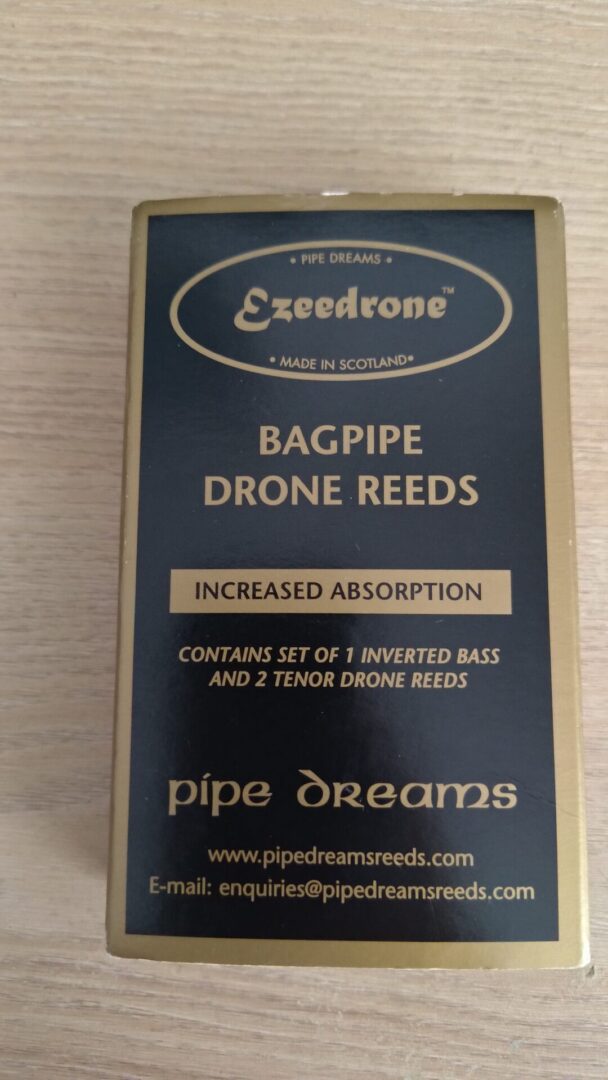 • PIPE DREAMS •
Ezeedrone™
• MADE IN SCOTLAND•
BAGPIPE
DRONE REEDS
INCREASED ABSORPTION
CONTAINS SET OF 1 INVERTED BASS
AND 2 TENOR DRONE REEDS
pípe dreams
www.pipedreamsreeds.com
E-mail: enquiries@pipedreamsreeds.com